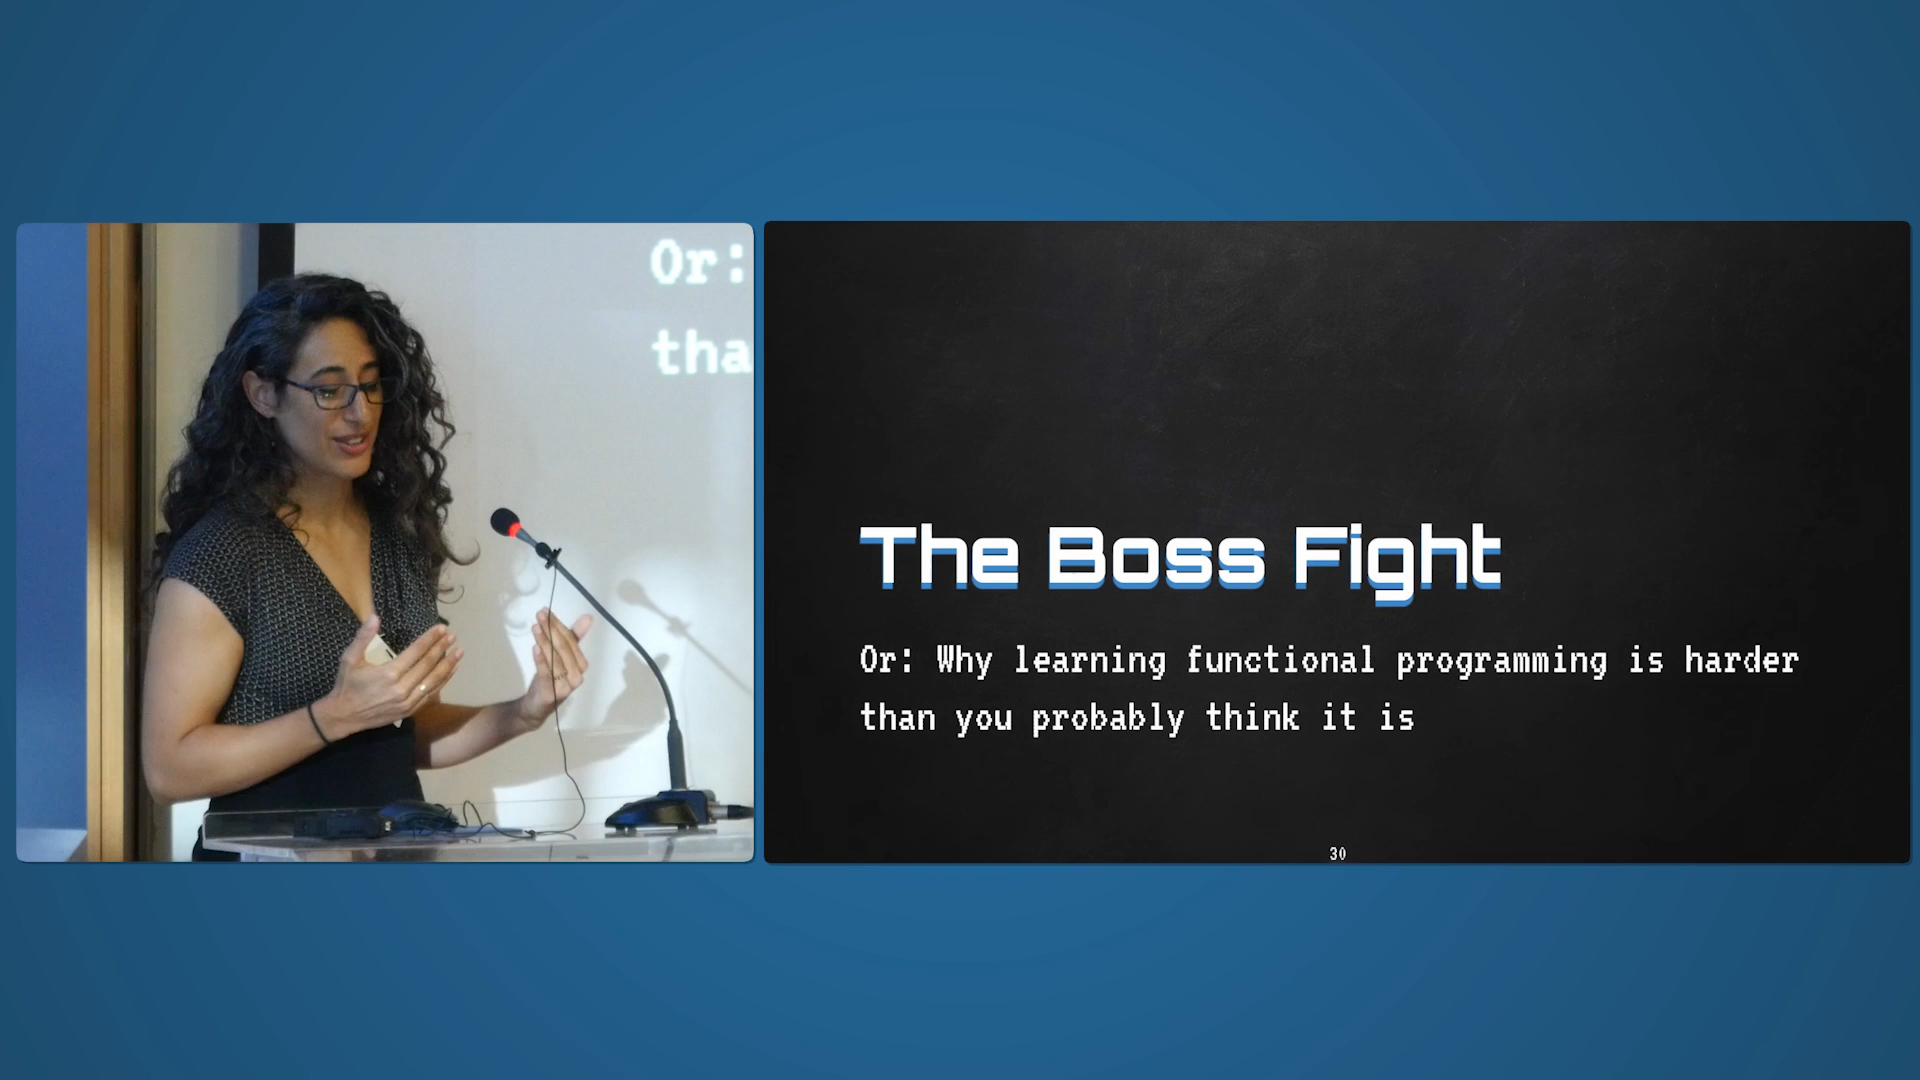 Or:
tha
The Boss Fight
Or: Why learning functional programming is harder
than you probably think it is
30